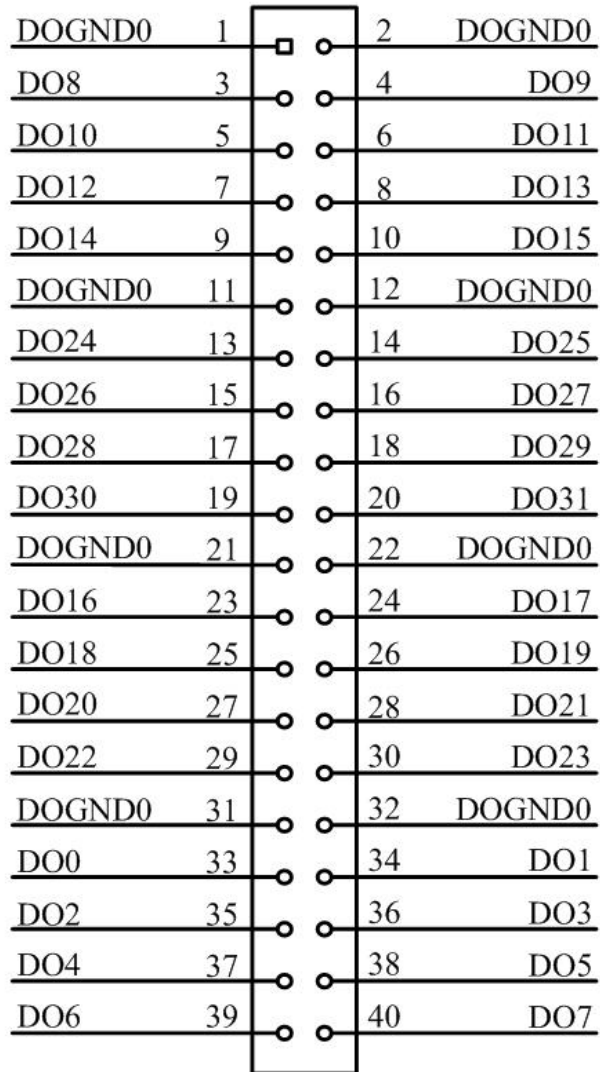 DOGND0 1 2 DOGND0
DO8 3 4 DO9
DO10 5 6 DO11
DO12 7 8 DO13
DO14 9 10 DO15
DOGND0 11 12 DOGND0
DO24 13 14 DO25
DO26 15 16 DO27
DO28 17 18 DO29
DO30 19 20 DO31
DOGND0 21 22 DOGND0
DO16 23 24 DO17
DO18 25 26 DO19
DO20 27 28 DO21
DO22 29 30 DO23
DOGND0 31 32 DOGND0
DO0 33 34 DO1
DO2 35 36 DO3
DO4 37 38 DO5
DO6 39 40 DO7